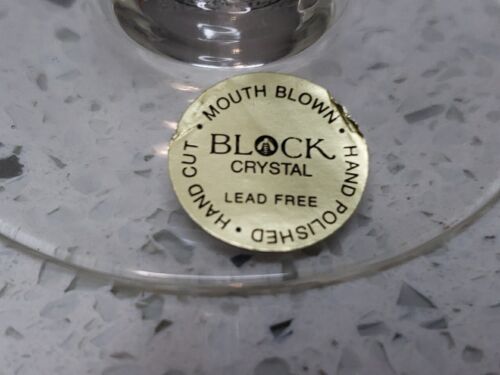 • MOUTH BLOWN • HAND POLISHED • HAND CUT
BLOCK
CRYSTAL
LEAD FREE